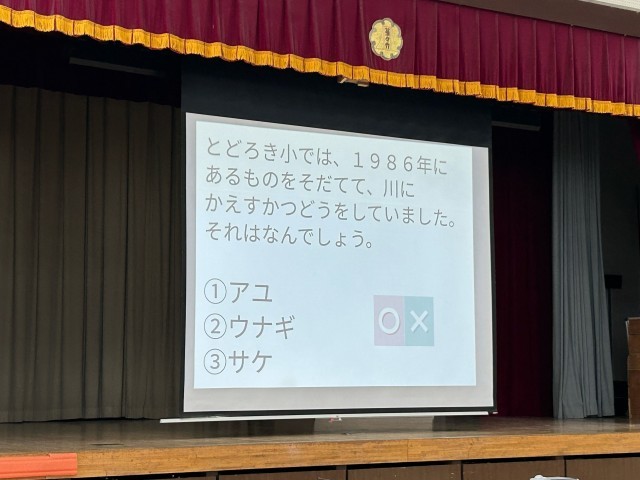 とどろき小では、１９８６年に
あるものをそだてて、川に
かえすかつどうをしていました。
それはなんでしょう。
①アユ
②ウナギ
③サケ
○×